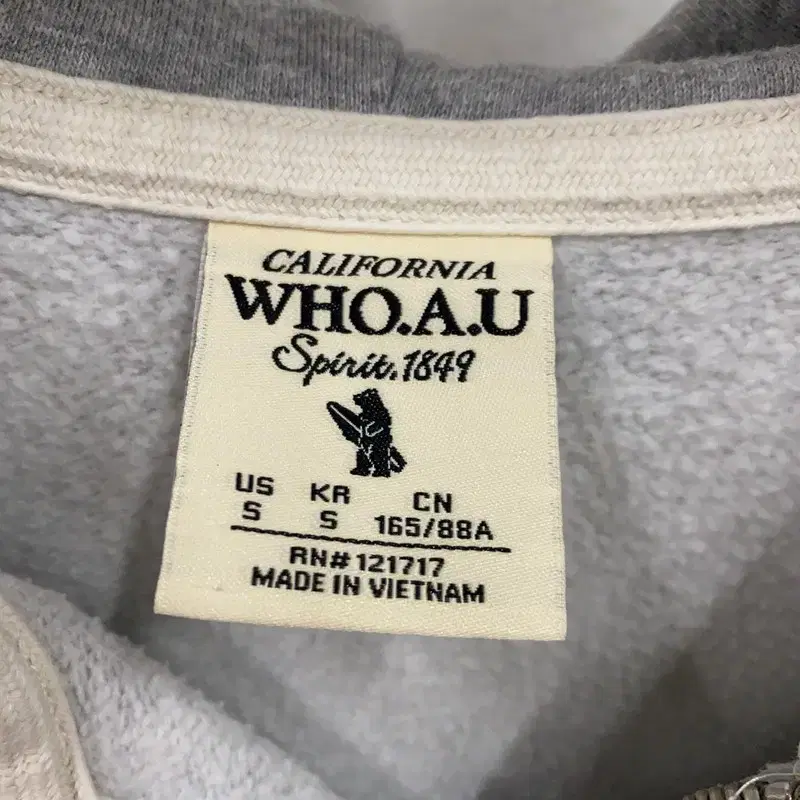 CALIFORNIA
WHO.A.U
Spirit.1849
US KR CN
S S 165/88A
RN# 121717
MADE IN VIETNAM